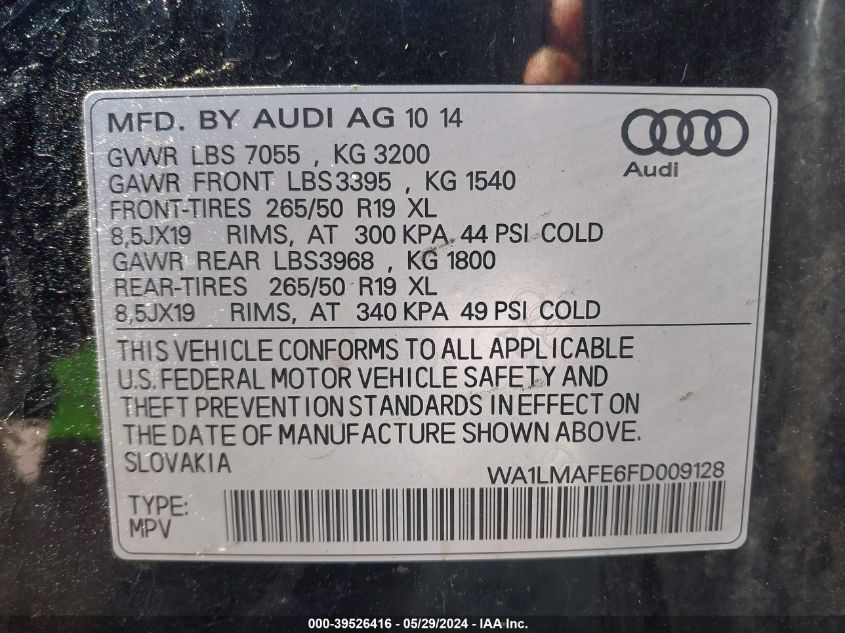 MFD. BY AUDI AG 10 14
GVWR LBS 7055 , KG 3200
GAWR FRONT LBS3395 , KG 1540
FRONT-TIRES 265/50 R19 XL
8,5JX19 RIMS, AT 300 KPA 44 PSI COLD
GAWR REAR LBS3968 , KG 1800
REAR-TIRES 265/50 R19 XL
8,5JX19 RIMS, AT 340 KPA 49 PSI COLD
Audi
THIS VEHICLE CONFORMS TO ALL APPLICABLE
U.S. FEDERAL MOTOR VEHICLE SAFETY AND
THEFT PREVENTION STANDARDS IN EFFECT ON
THE DATE OF MANUFACTURE SHOWN ABOVE.
SLOVAKIA
WA1LMAFE6FD009128
TYPE:
MPV
000-39526416 - 05/29/2024 - IAA Inc.